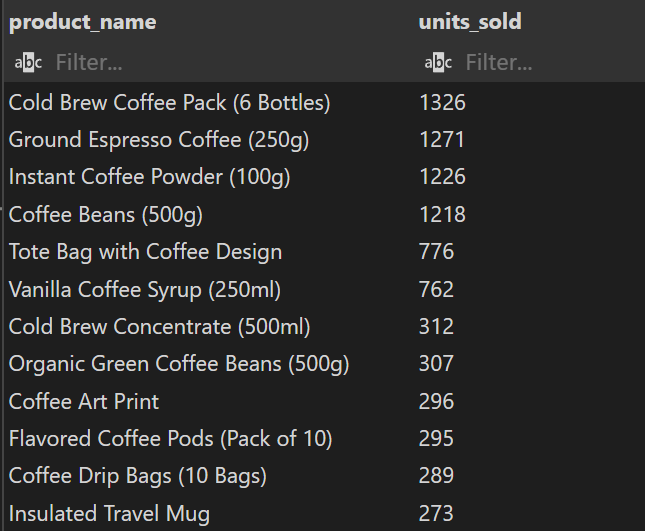 product_name units_sold
abc Filter... abc Filter...
Cold Brew Coffee Pack (6 Bottles) 1326
Ground Espresso Coffee (250g) 1271
Instant Coffee Powder (100g) 1226
Coffee Beans (500g) 1218
Tote Bag with Coffee Design 776
Vanilla Coffee Syrup (250ml) 762
Cold Brew Concentrate (500ml) 312
Organic Green Coffee Beans (500g) 307
Coffee Art Print 296
Flavored Coffee Pods (Pack of 10) 295
Coffee Drip Bags (10 Bags) 289
Insulated Travel Mug 273